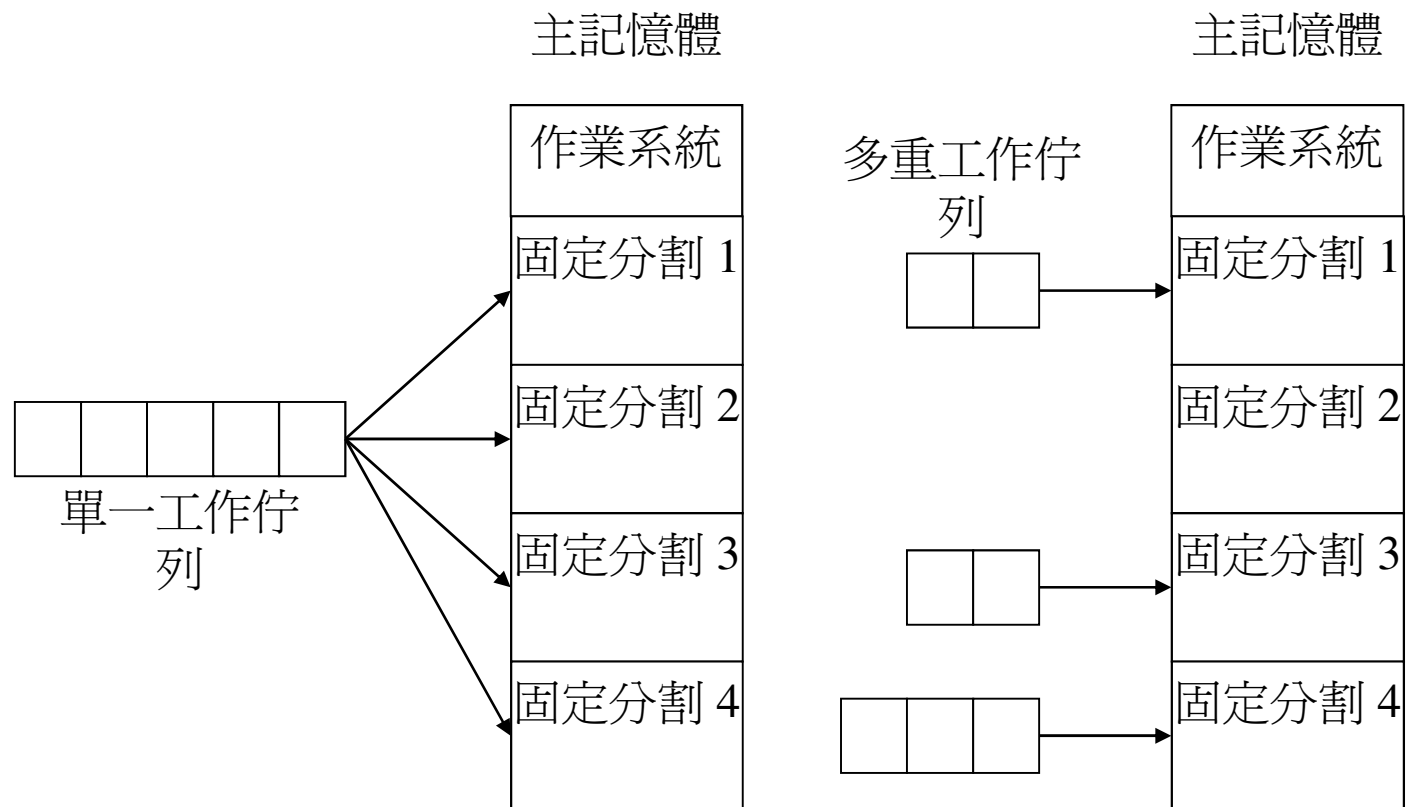 主記憶體
作業系統
固定分割 1
固定分割 2
固定分割 3
固定分割 4
單一工作佇
列
主記憶體
作業系統
多重工作佇
列
固定分割 1
固定分割 2
固定分割 3
固定分割 4